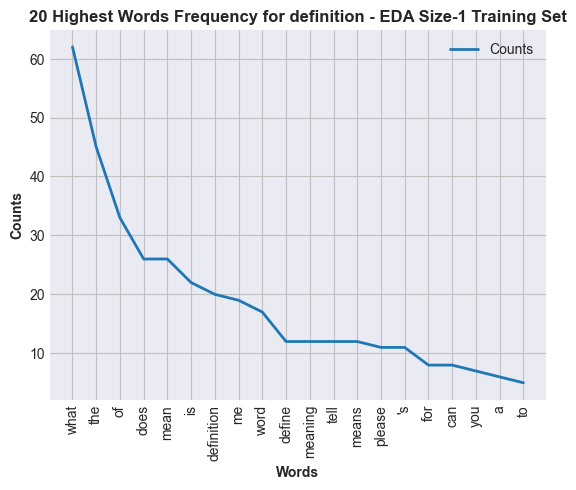 20 Highest Words Frequency for definition - EDA Size-1 Training Set
Counts
60
50
40
30
20
10
Counts
what
the
of
does
mean
is
definition
me
word
define
meaning
tell
means
please
's
for
can
you
a
to
Words